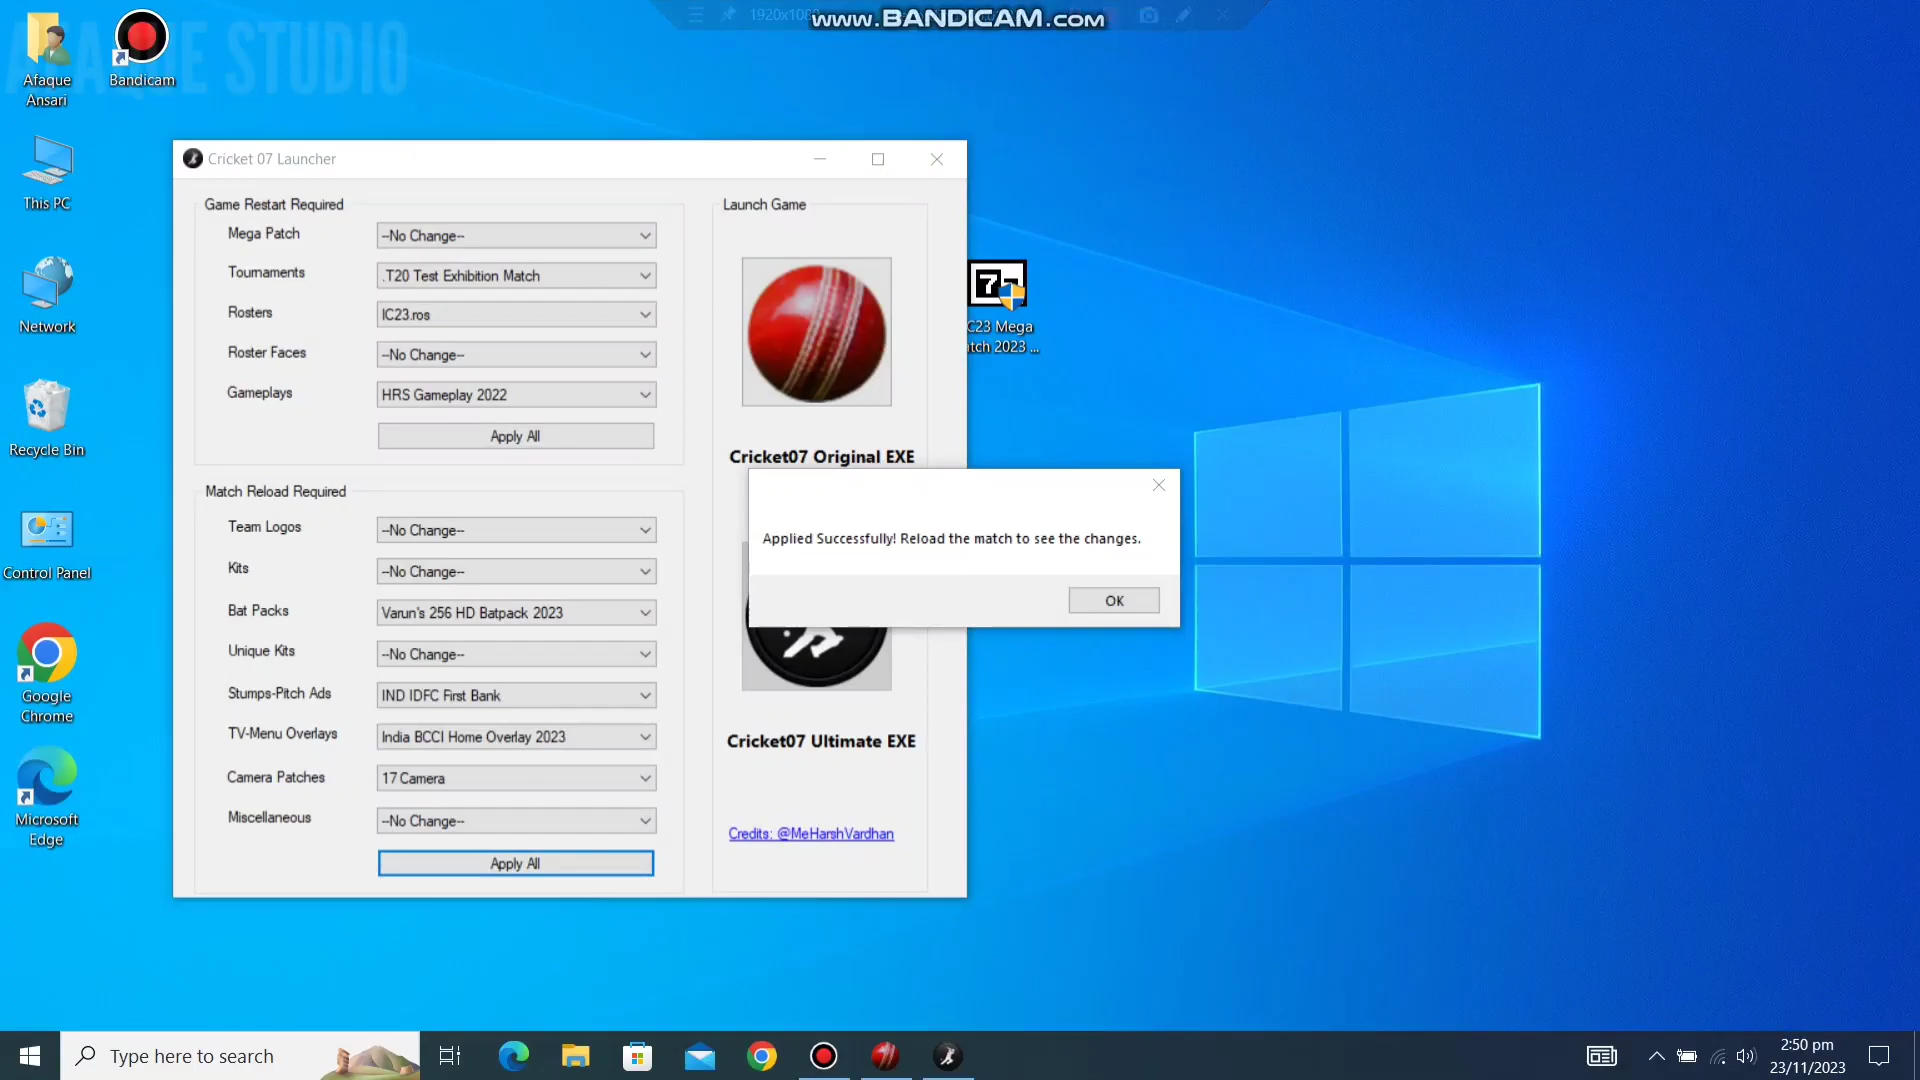 1920x1080
www.BANDICAM.com
AFAQUE STUDIO
Afaque
Ansari
Bandicam
This PC
Network
Recycle Bin
Control Panel
Google
Chrome
Microsoft
Edge
Cricket 07 Launcher
Game Restart Required
Mega Patch
--No Change--
Tournaments
.T20 Test Exhibition Match
Rosters
IC23.ros
Roster Faces
--No Change--
Gameplays
HRS Gameplay 2022
Apply All
Match Reload Required
Team Logos
--No Change--
Kits
--No Change--
Bat Packs
Varun's 256 HD Batpack 2023
Unique Kits
--No Change--
Stumps-Pitch Ads
IND IDFC First Bank
TV-Menu Overlays
India BCCI Home Overlay 2023
Camera Patches
17 Camera
Miscellaneous
--No Change--
Apply All
Launch Game
Cricket07 Original EXE
Cricket07 Ultimate EXE
Credits: @MeHarshVardhan
Applied Successfully! Reload the match to see the changes.
OK
7z
C23 Mega
atch 2023 ...
Type here to search
2:50 pm
23/11/2023